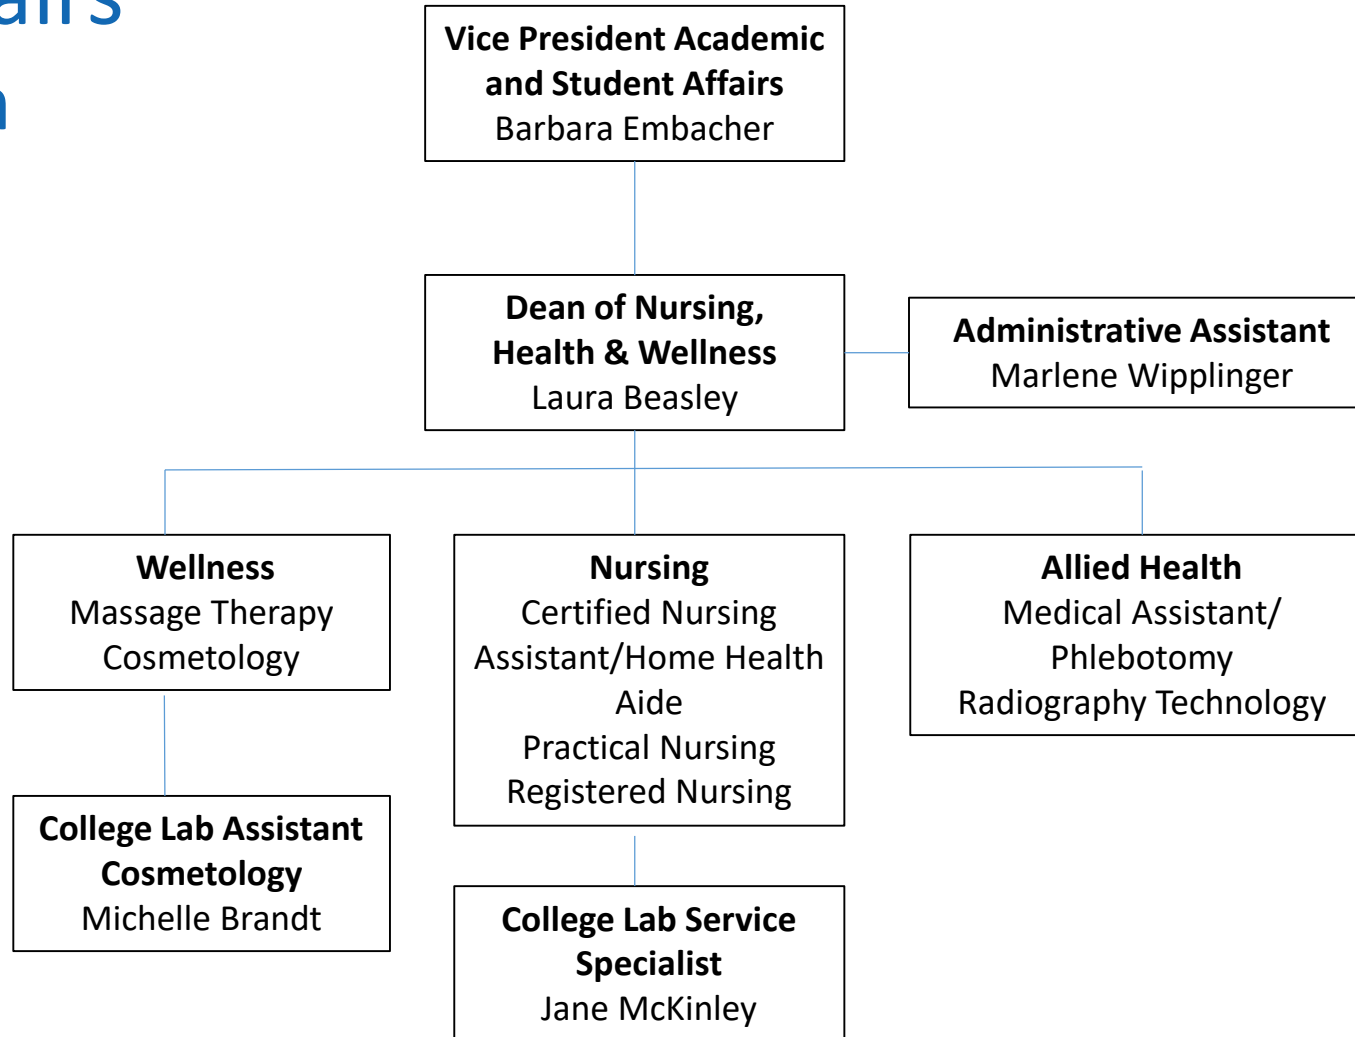 Vice President Academic
and Student Affairs
Barbara Embacher
Dean of Nursing,
Health & Wellness
Laura Beasley
Administrative Assistant
Marlene Wipplinger
Wellness
Massage Therapy
Cosmetology
Nursing
Certified Nursing
Assistant/Home Health
Aide
Practical Nursing
Registered Nursing
Allied Health
Medical Assistant/
Phlebotomy
Radiography Technology
College Lab Assistant
Cosmetology
Michelle Brandt
College Lab Service
Specialist
Jane McKinley